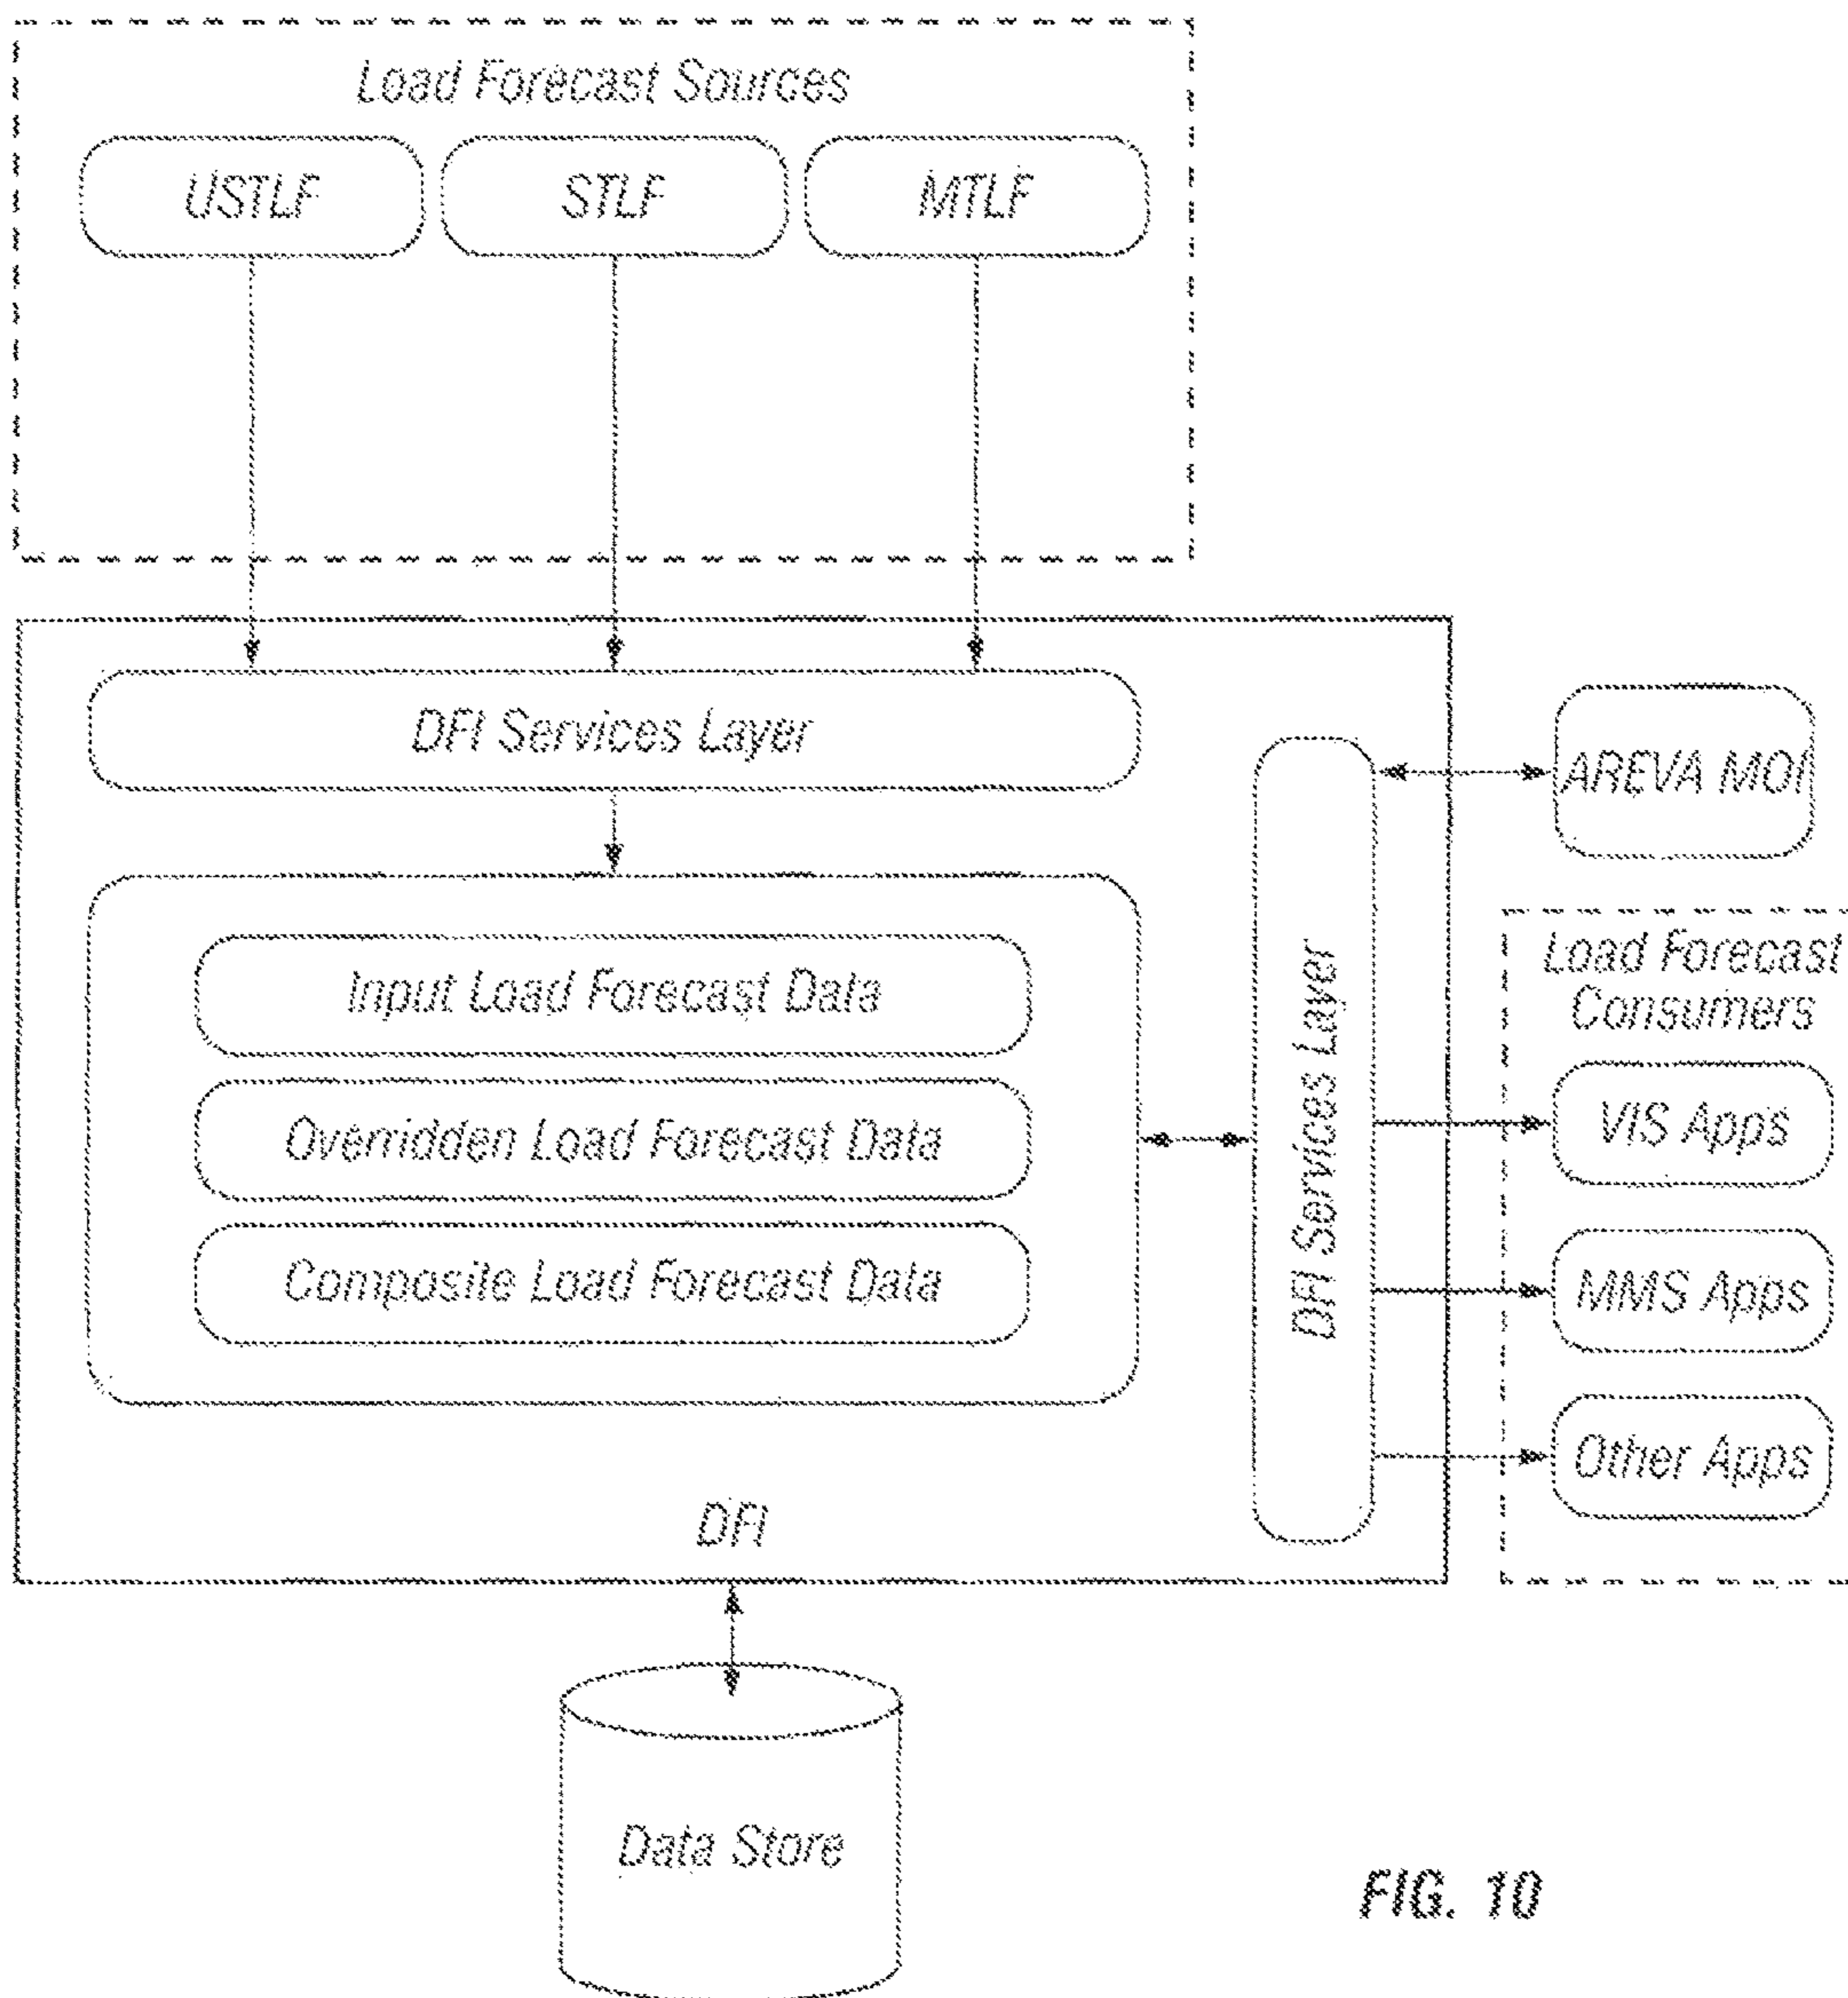 Load Forecast Sources
USTLF
STLF
MTLF
DFI Services Layer
Input Load Forecast Data
Overridden Load Forecast Data
Composite Load Forecast Data
DFI
DFI Services Layer
AREVA MOI
Load Forecast
Consumers
VIS Apps
MMS Apps
Other Apps
Data Store
FIG. 10